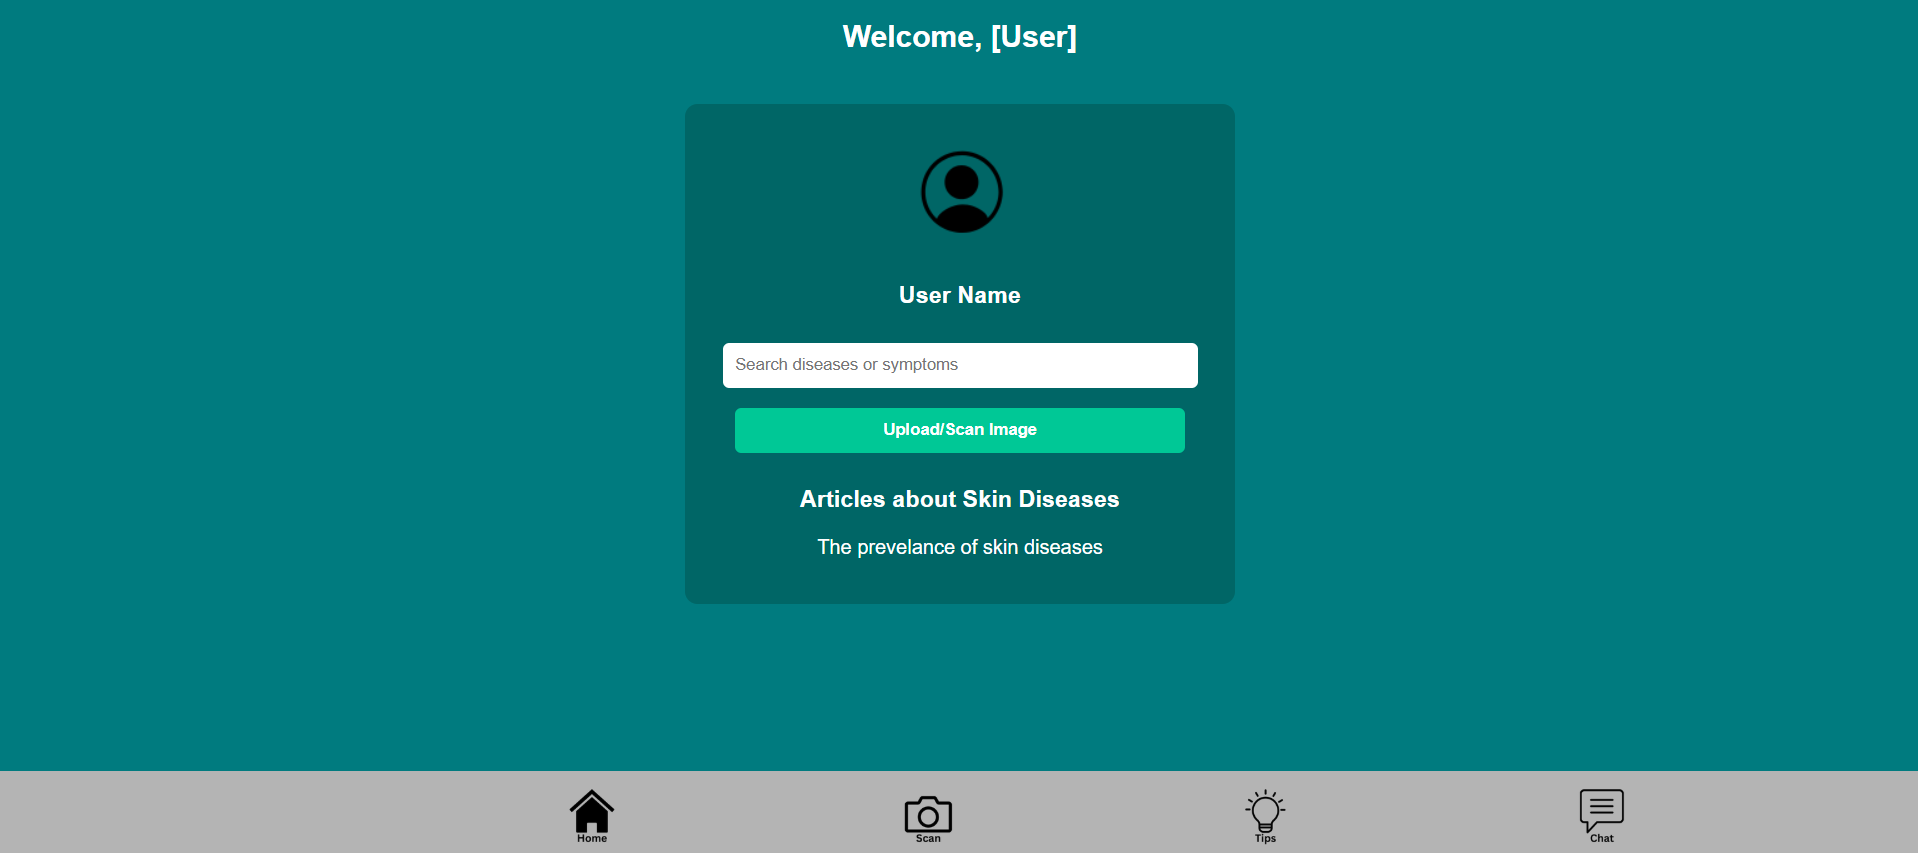 Welcome, [User]
User Name
Search diseases or symptoms
Upload/Scan Image
Articles about Skin Diseases
The prevelance of skin diseases
Home
Scan
Tips
Chat